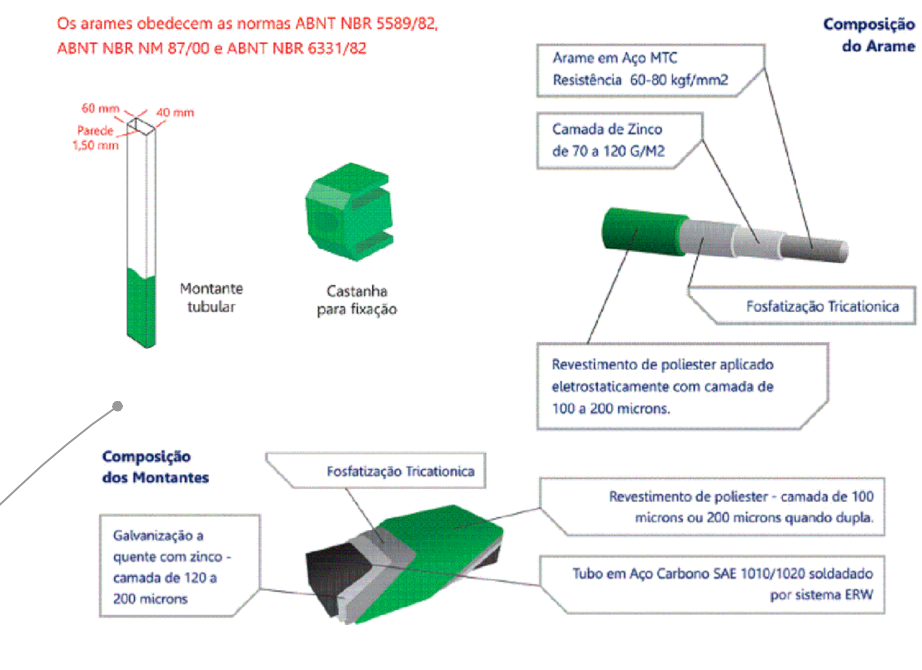 Os arames obedecem as normas ABNT NBR 5589/82,
ABNT NBR NM 87/00 e ABNT NBR 6331/82
Composição
do Arame
Arame em Aço MTC
Resistência 60-80 kgf/mm2
60 mm
40 mm
Parede
1,50 mm
Camada de Zinco
de 70 a 120 G/M2
Montante
tubular
Castanha
para fixação
Fosfatização Tricationica
Revestimento de poliester aplicado
eletrostaticamente com camada de
100 a 200 microns.
Composição
dos Montantes
Fosfatização Tricationica
Revestimento de poliester - camada de 100
microns ou 200 microns quando dupla.
Galvanização a
quente com zinco -
camada de 120 a
200 microns
Tubo em Aço Carbono SAE 1010/1020 soldadado
por sistema ERW